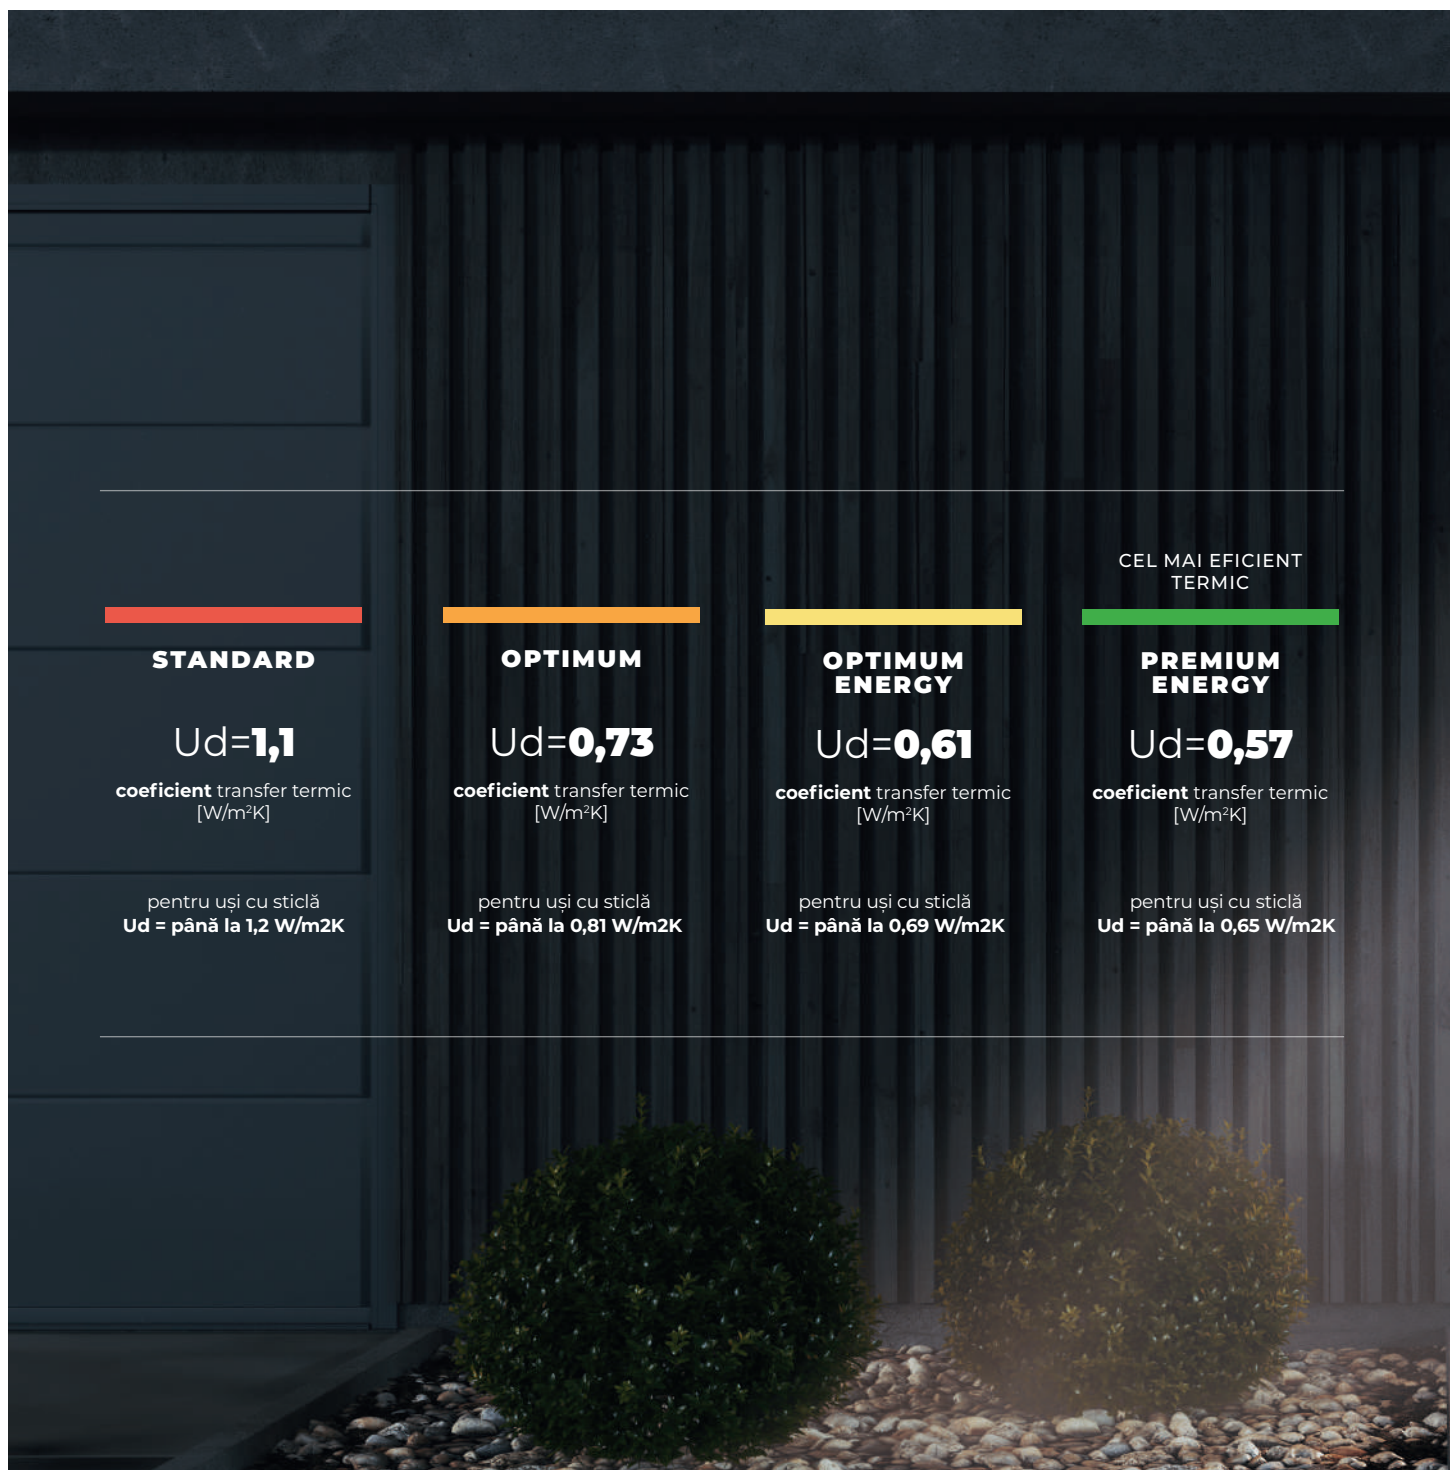 CEL MAI EFICIENT
TERMIC
STANDARD
Ud=1,1
coeficient transfer termic
[W/m²K]
pentru uși cu sticlă
Ud = până la 1,2 W/m2K
OPTIMUM
Ud=0,73
coeficient transfer termic
[W/m²K]
pentru uși cu sticlă
Ud = până la 0,81 W/m2K
OPTIMUM
ENERGY
Ud=0,61
coeficient transfer termic
[W/m²K]
pentru uși cu sticlă
Ud = până la 0,69 W/m2K
PREMIUM
ENERGY
Ud=0,57
coeficient transfer termic
[W/m²K]
pentru uși cu sticlă
Ud = până la 0,65 W/m2K